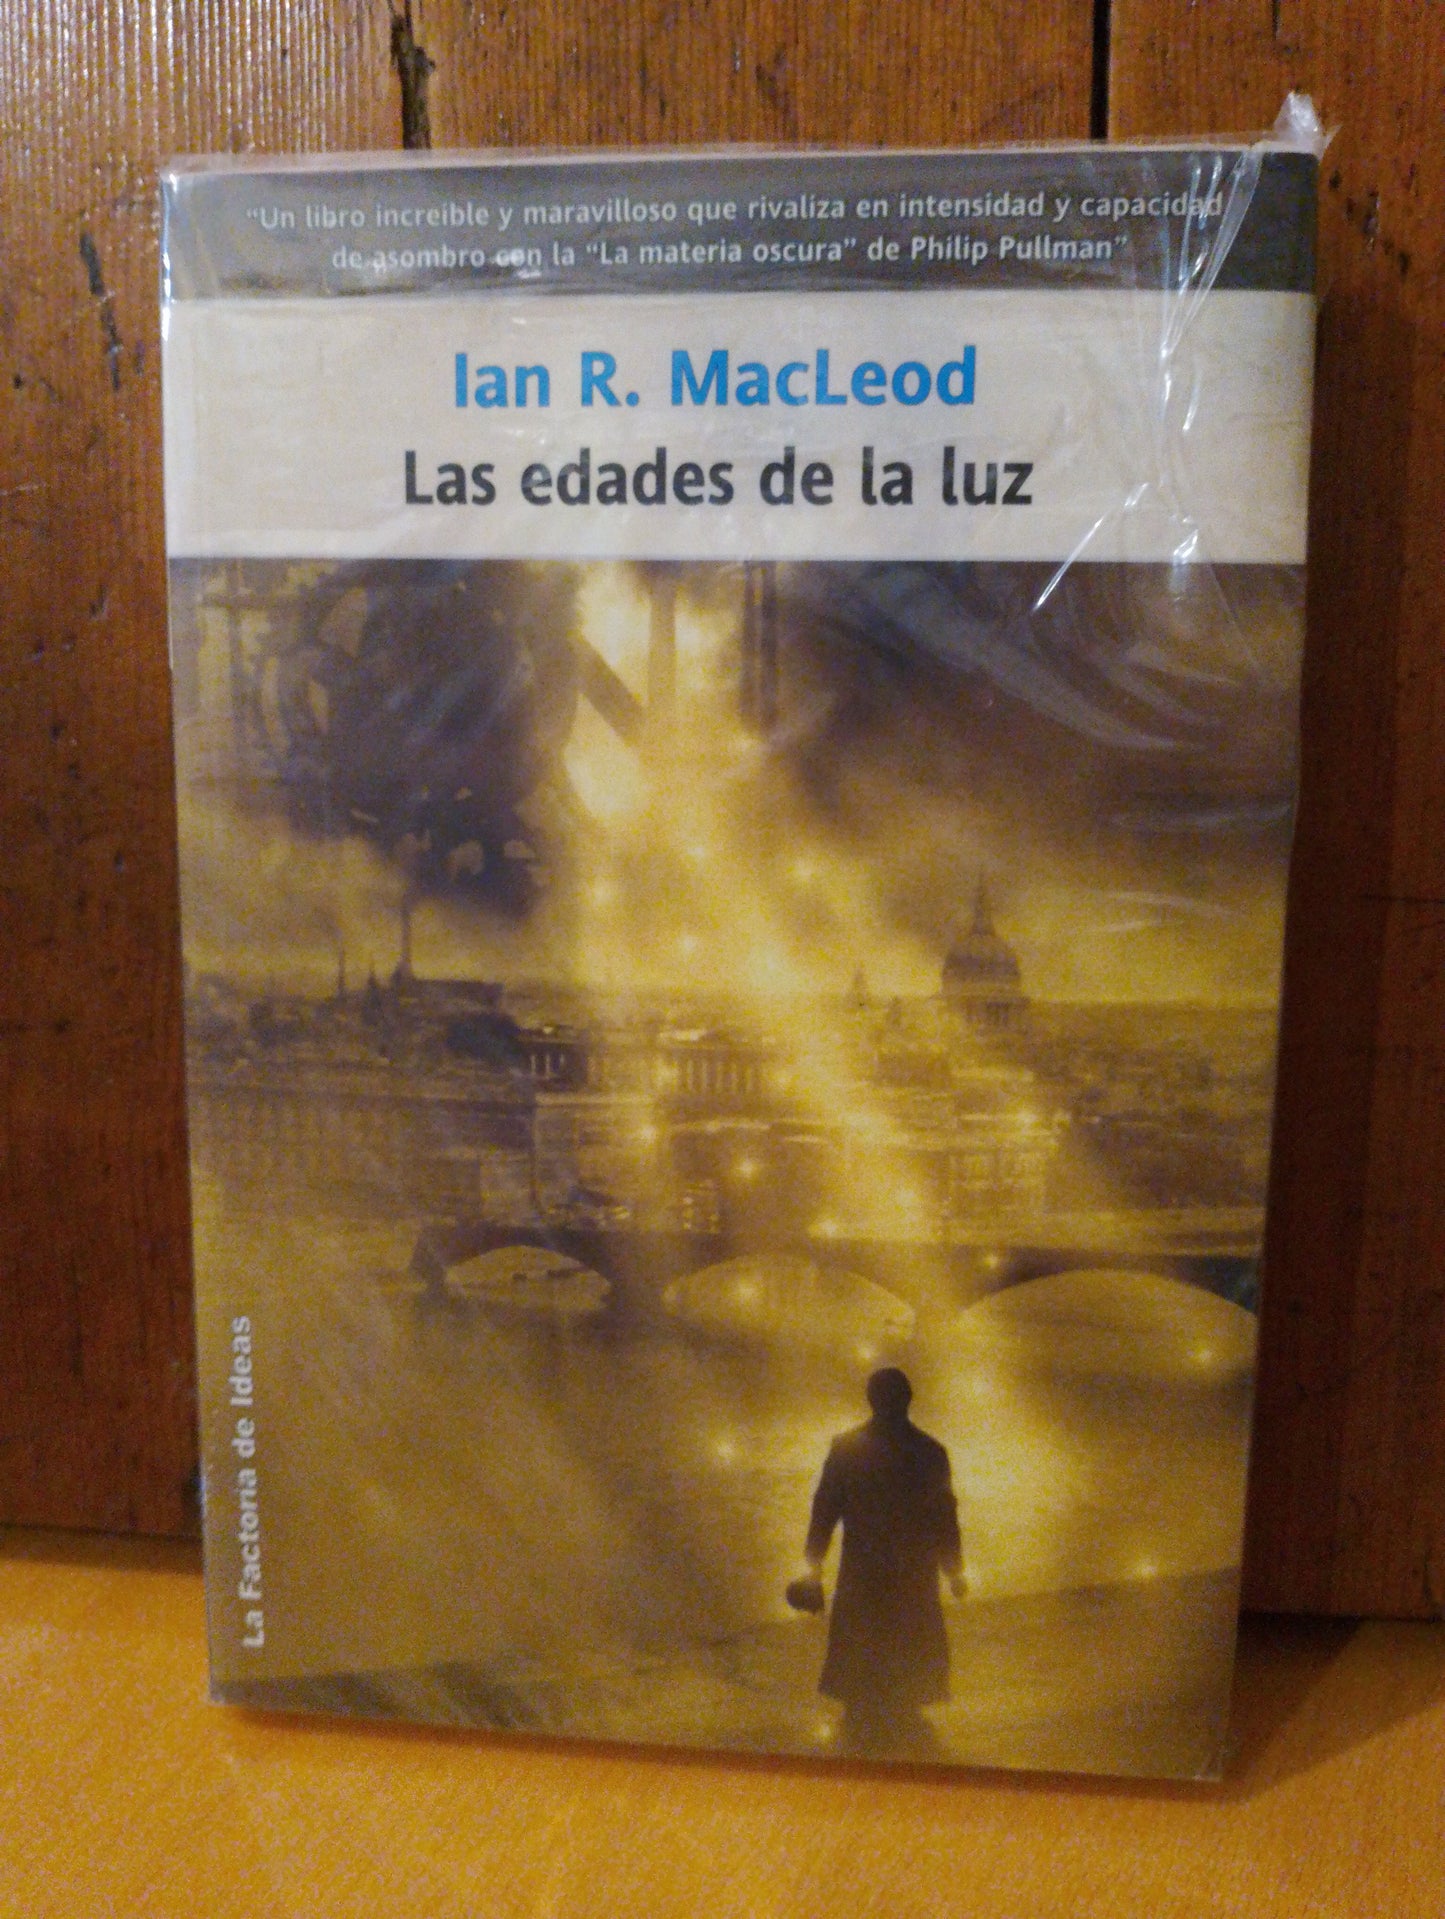 "Un libro increíble y maravilloso que rivaliza en intensidad y capacidad
de asombro con la "La materia oscura" de Philip Pullman"
Ian R. MacLeod
Las edades de la luz
La Factoría de Ideas